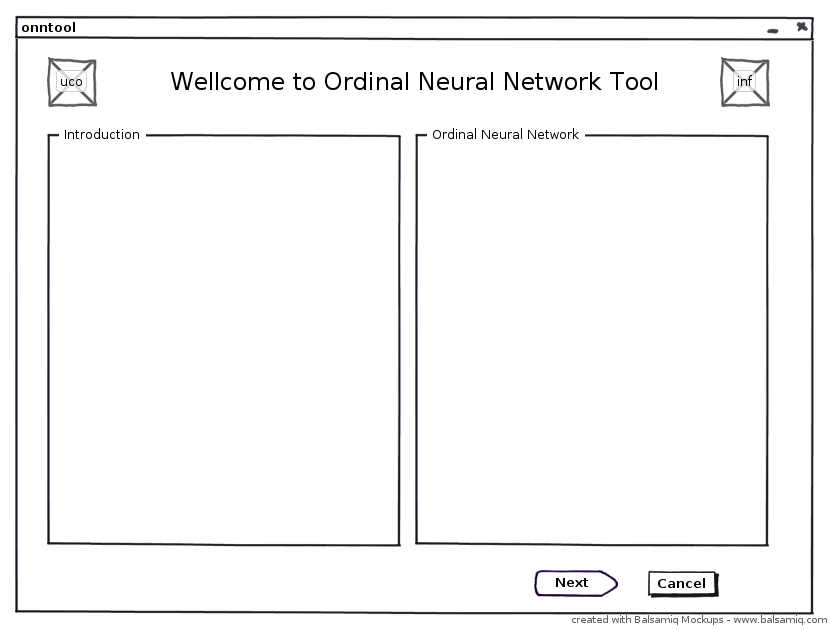 onntool
uco
Wellcome to Ordinal Neural Network Tool
inf
Introduction
Ordinal Neural Network
Next
Cancel
created with Balsamiq Mockups - www.balsamiq.com